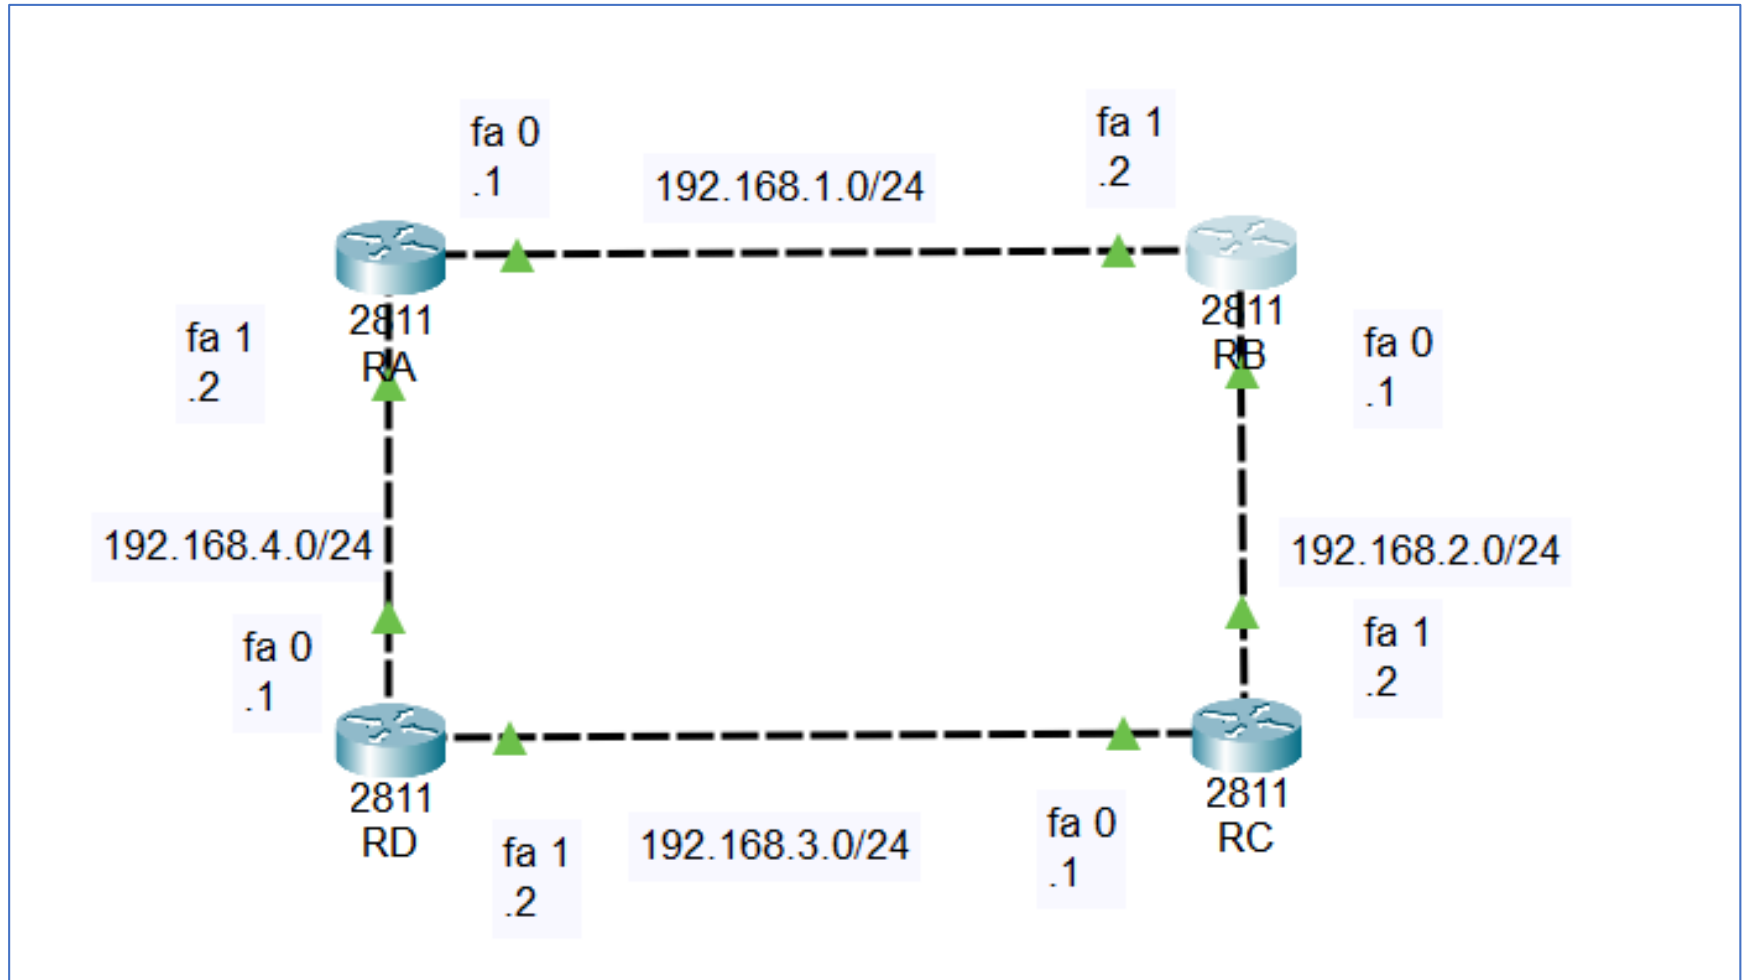 fa 0
.1
192.168.1.0/24
fa 1
.2
2811
RA
2811
RB
fa 1
.2
fa 0
.1
192.168.4.0/24
192.168.2.0/24
fa 0
.1
fa 1
.2
2811
RD
2811
RC
fa 1
.2
192.168.3.0/24
fa 0
.1